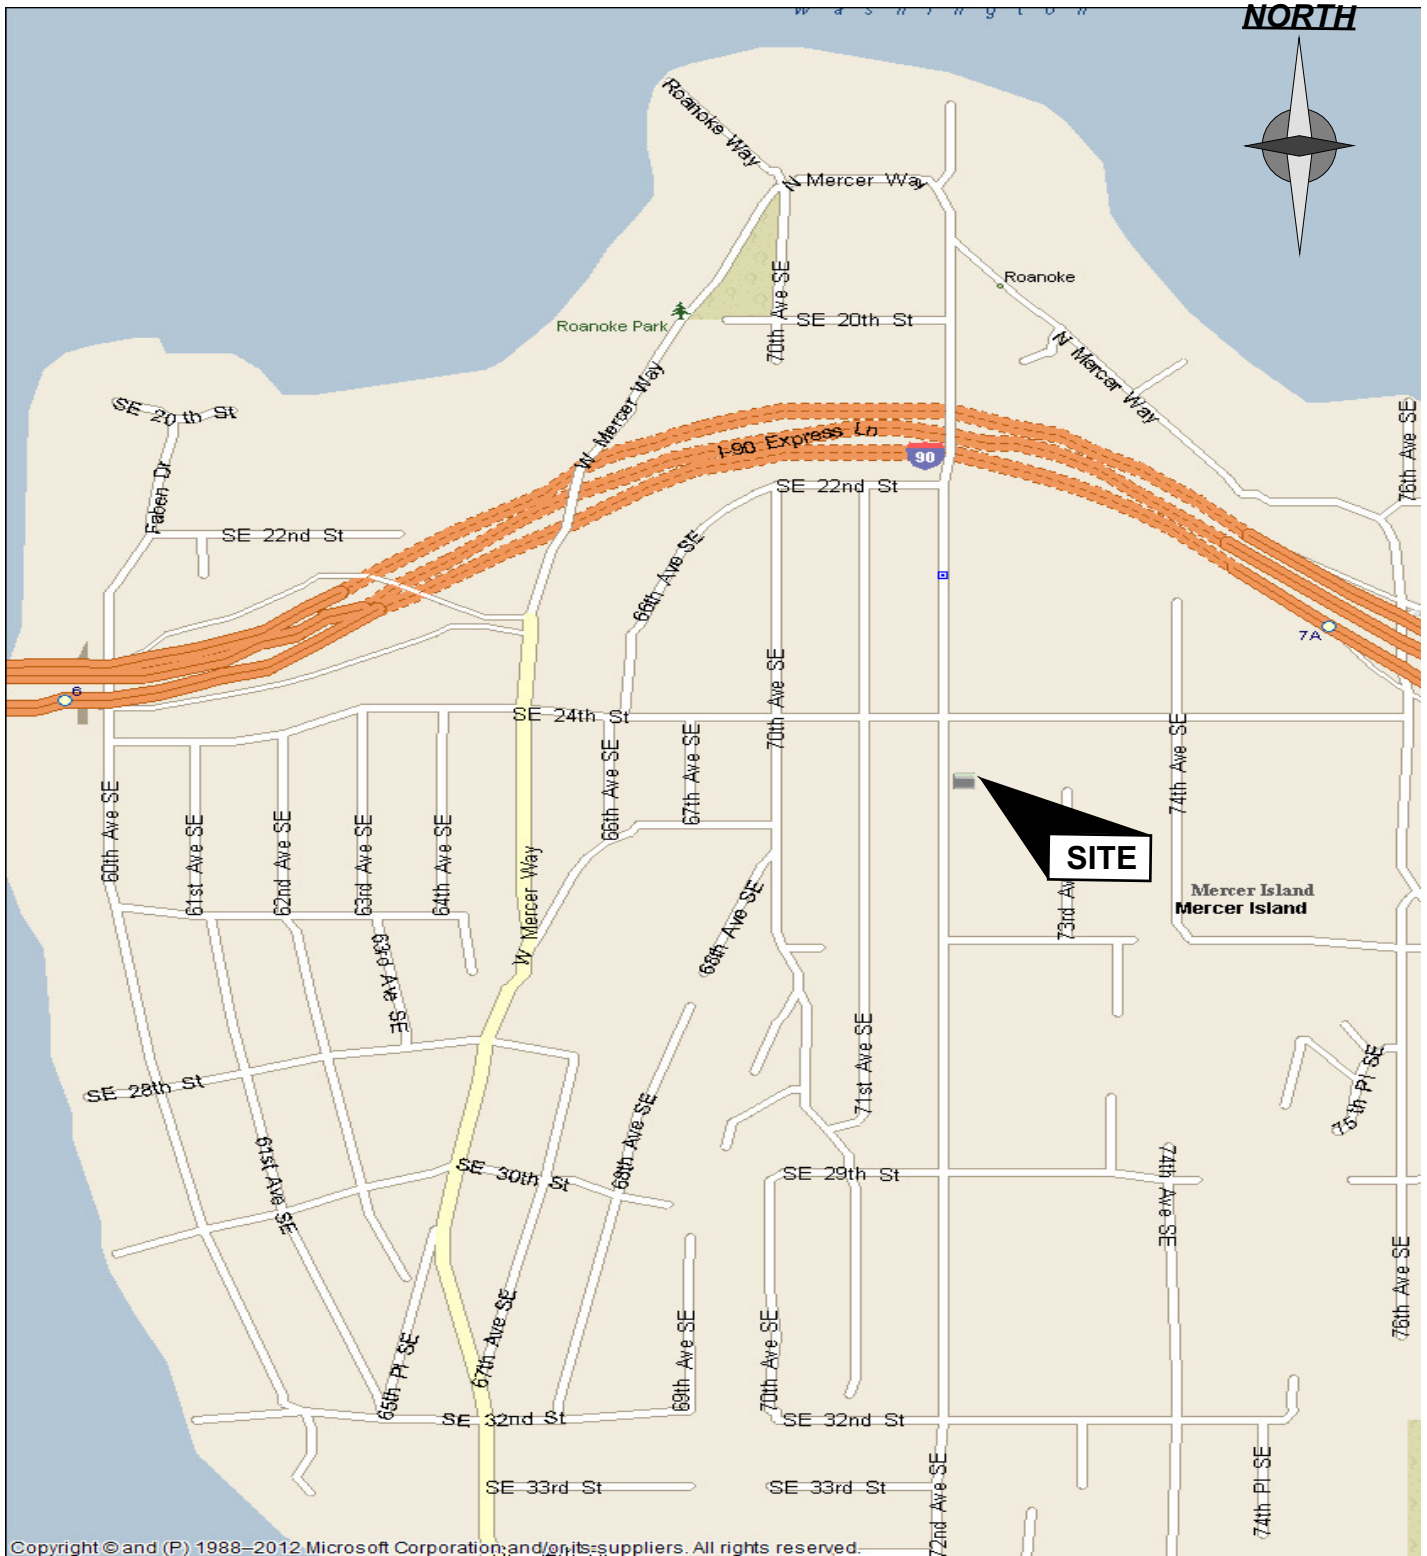 Washington
NORTH
Roanoke Way
N Mercer Way
Roanoke
70th Ave SE
SE 20th St
Roanoke Park
N Mercer Way
W Mercer Way
SE 20th St
76th Ave SE
I-90 Express Ln
90
SE 22nd St
Faben Dr
SE 22nd St
66th Ave SE
7A
6
70th Ave SE
SE 24th St
74th Ave SE
66th Ave SE
67th Ave SE
60th Ave SE
61st Ave SE
62nd Ave SE
63rd Ave SE
64th Ave SE
SITE
W Mercer Way
68th Ave SE
73rd Av
Mercer Island
Mercer Island
63rd Ave SE
71st Ave SE
SE 28th St
75th Pl SE
68th Ave SE
61st Ave SE
SE 30th St
SE 29th St
74th Ave SE
76th Ave SE
67th Ave SE
65th Pl SE
69th Ave SE
70th Ave SE
SE 32nd St
SE 32nd St
SE 33rd St
SE 33rd St
72nd Ave SE
74th Pl SE
Copyright © and (P) 1988–2012 Microsoft Corporation and/or its suppliers. All rights reserved.